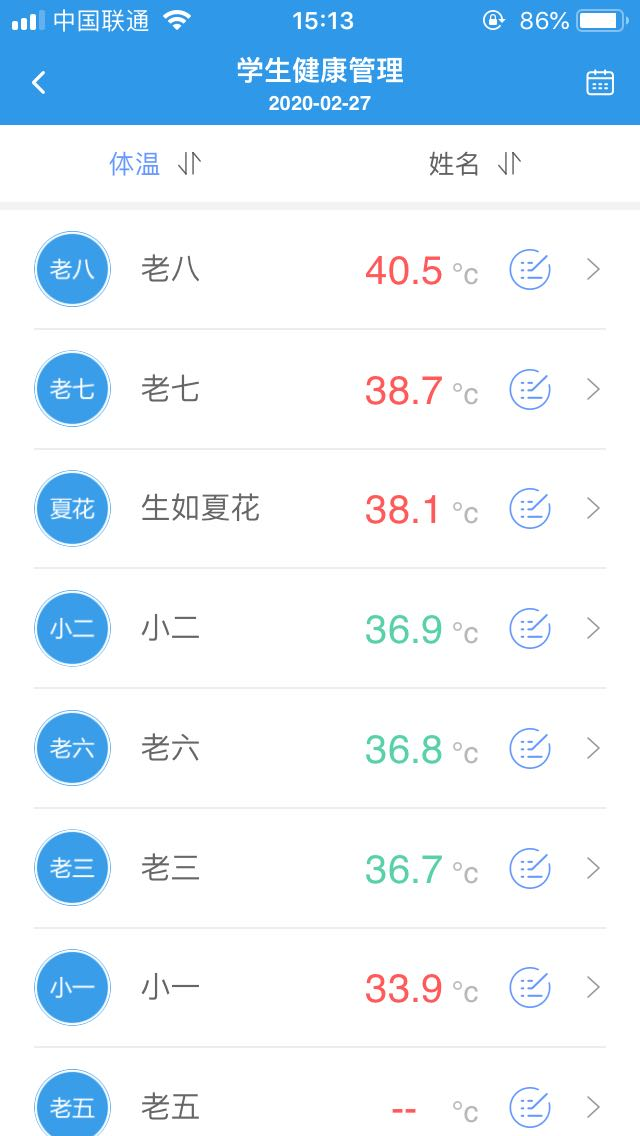 中国联通 15:13 86%
学生健康管理
2020-02-27
体温 姓名
老八 老八 40.5 °c
老七 老七 38.7 °c
夏花 生如夏花 38.1 °c
小二 小二 36.9 °c
老六 老六 36.8 °c
老三 老三 36.7 °c
小一 小一 33.9 °c
老五 老五 -- °c